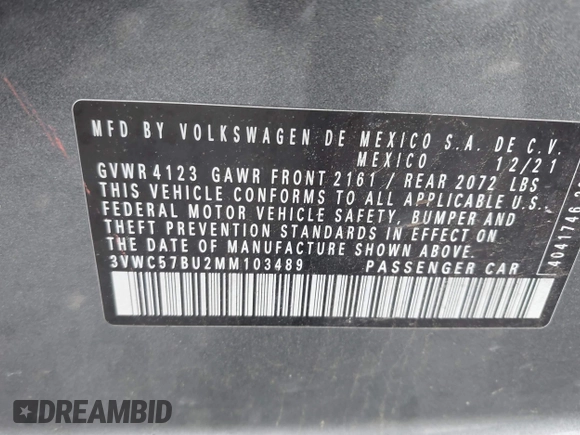 MFD BY VOLKSWAGEN DE MEXICO S.A. DE C.V.
MEXICO 12/21
GVWR 4123 GAWR FRONT 2161 / REAR 2072 LBS
THIS VEHICLE CONFORMS TO ALL APPLICABLE U.S.
FEDERAL MOTOR VEHICLE SAFETY, BUMPER AND
THEFT PREVENTION STANDARDS IN EFFECT ON
THE DATE OF MANUFACTURE SHOWN ABOVE.
3VWC57BU2MM103489 PASSENGER CAR
DREAMBID